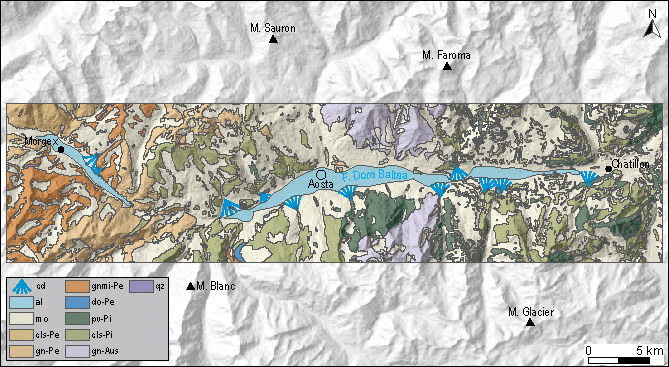 N
M. Sauron
M. Faroma
Morgex
Chatillon
F. Dora Baltea
Aosta
cd
gnmi-Pe
qz
al
do-Pe
mo
pu-Pi
cls-Pe
cls-Pi
gn-Pe
gn-Aus
M. Blanc
M. Glacier
0 5 km